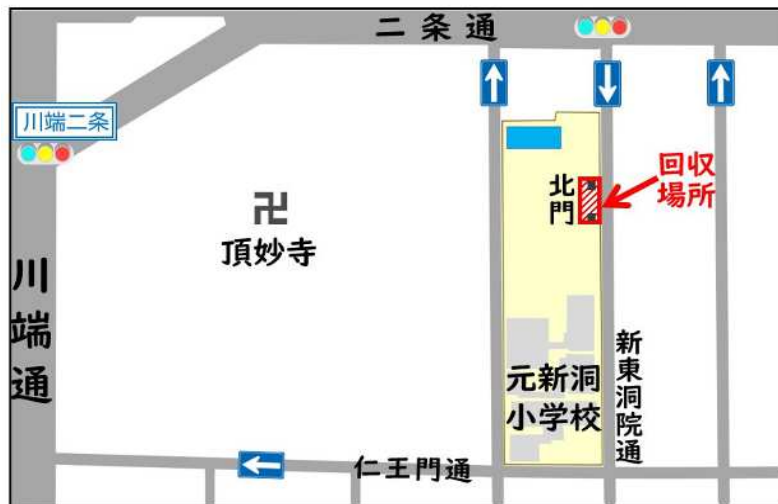 二条通
川端二条
回収
場所
北
門
卍
頂妙寺
川
端
通
新
東
洞
院
通
元新洞
小学校
仁王門通